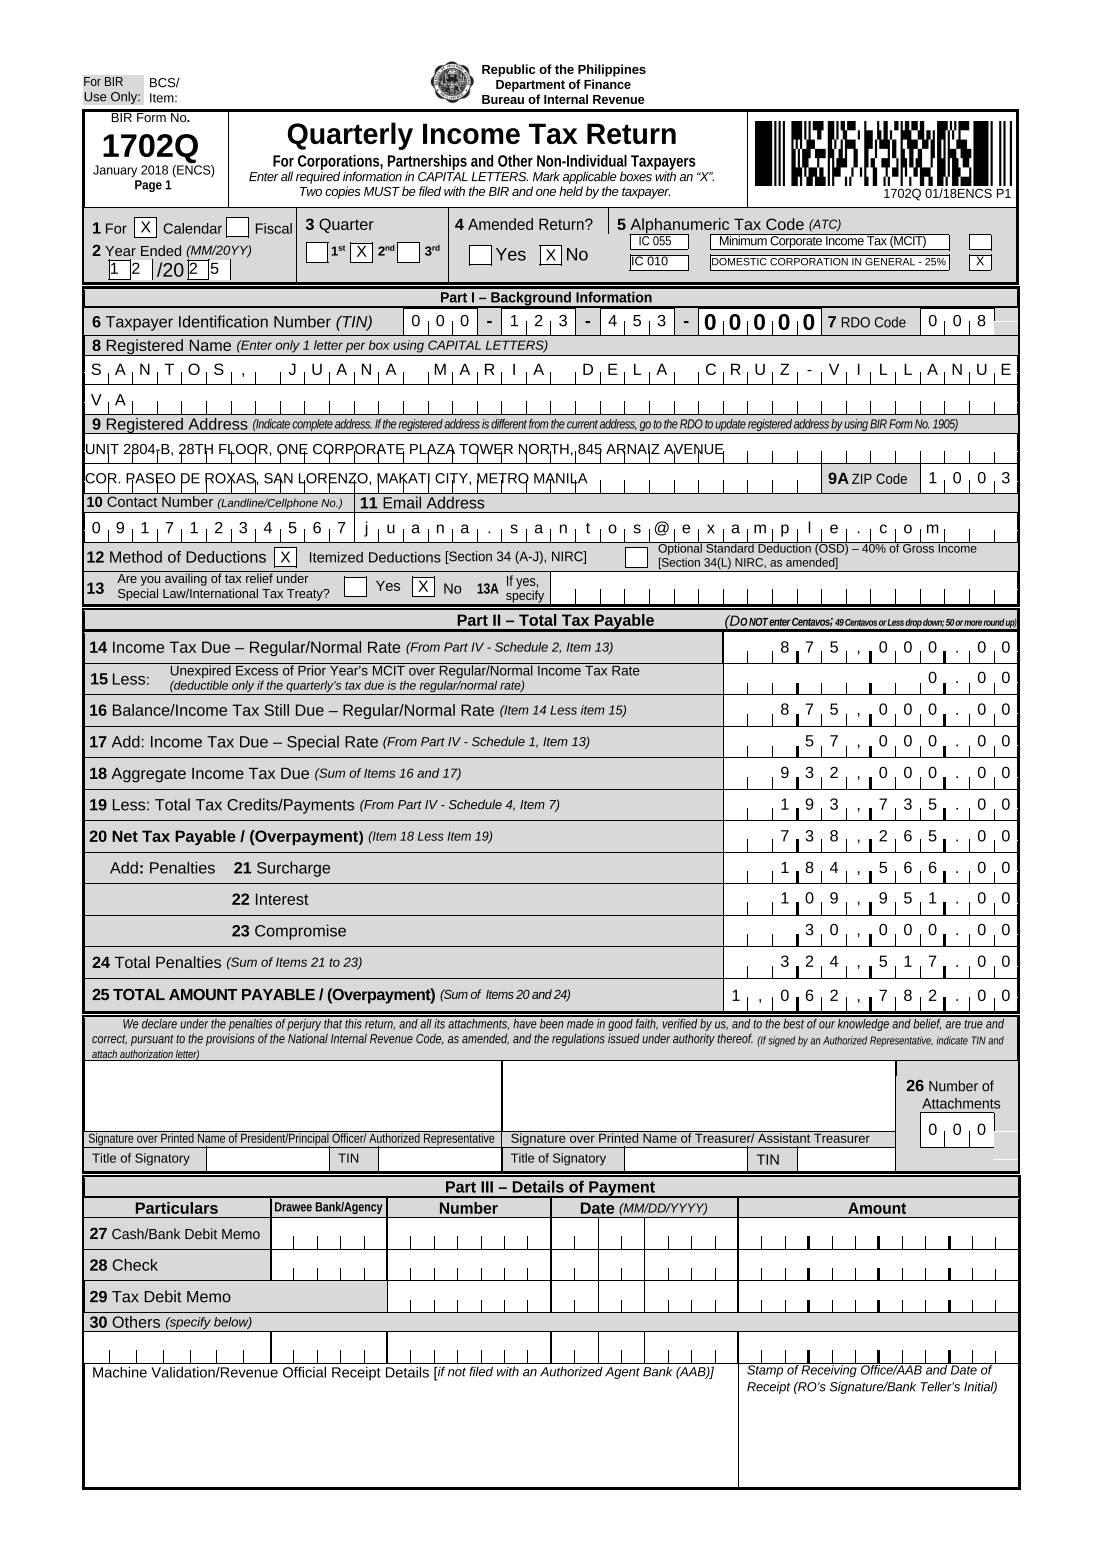 For BIR Use Only: BCS/ Item:
Republic of the Philippines
Department of Finance
Bureau of Internal Revenue
BIR Form No.
1702Q
January 2018 (ENCS)
Page 1
Quarterly Income Tax Return
For Corporations, Partnerships and Other Non-Individual Taxpayers
Enter all required information in CAPITAL LETTERS. Mark applicable boxes with an “X”.
Two copies MUST be filed with the BIR and one held by the taxpayer.
1702Q 01/18ENCS P1
1 For X Calendar Fiscal
2 Year Ended (MM/20YY)
12 /20 25
3 Quarter
1st X 2nd 3rd
4 Amended Return?
Yes X No
5 Alphanumeric Tax Code (ATC)
IC 055 Minimum Corporate Income Tax (MCIT)
IC 010 DOMESTIC CORPORATION IN GENERAL - 25% X
Part I – Background Information
6 Taxpayer Identification Number (TIN) 000 - 123 - 453 - 00000 7 RDO Code 008
8 Registered Name (Enter only 1 letter per box using CAPITAL LETTERS)
SANTOS, JUANA MARIA DELA CRUZ-VILLANUE
VA
9 Registered Address (Indicate complete address. If the registered address is different from the current address, go to the RDO to update registered address by using BIR Form No. 1905)
UNIT 2804-B, 28TH FLOOR, ONE CORPORATE PLAZA TOWER NORTH, 845 ARNAIZ AVENUE
COR. PASEO DE ROXAS, SAN LORENZO, MAKATI CITY, METRO MANILA 9A ZIP Code 1003
10 Contact Number (Landline/Cellphone No.) 11 Email Address
09171234567 juana.santos@example.com
12 Method of Deductions X Itemized Deductions [Section 34 (A-J), NIRC] Optional Standard Deduction (OSD) – 40% of Gross Income
[Section 34(L) NIRC, as amended]
13 Are you availing of tax relief under
Special Law/International Tax Treaty? Yes X No 13A If yes, specify
Part II – Total Tax Payable (DO NOT enter Centavos; 49 Centavos or Less drop down; 50 or more round up)
14 Income Tax Due – Regular/Normal Rate (From Part IV - Schedule 2, Item 13) 875,000.00
15 Less: Unexpired Excess of Prior Year’s MCIT over Regular/Normal Income Tax Rate
(deductible only if the quarterly’s tax due is the regular/normal rate) 0.00
16 Balance/Income Tax Still Due – Regular/Normal Rate (Item 14 Less item 15) 875,000.00
17 Add: Income Tax Due – Special Rate (From Part IV - Schedule 1, Item 13) 57,000.00
18 Aggregate Income Tax Due (Sum of Items 16 and 17) 932,000.00
19 Less: Total Tax Credits/Payments (From Part IV - Schedule 4, Item 7) 193,735.00
20 Net Tax Payable / (Overpayment) (Item 18 Less Item 19) 738,265.00
Add: Penalties 21 Surcharge 184,566.00
22 Interest 109,951.00
23 Compromise 30,000.00
24 Total Penalties (Sum of Items 21 to 23) 324,517.00
25 TOTAL AMOUNT PAYABLE / (Overpayment) (Sum of Items 20 and 24) 1,062,782.00
We declare under the penalties of perjury that this return, and all its attachments, have been made in good faith, verified by us, and to the best of our knowledge and belief, are true and
correct, pursuant to the provisions of the National Internal Revenue Code, as amended, and the regulations issued under authority thereof. (If signed by an Authorized Representative, indicate TIN and
attach authorization letter)
26 Number of
Attachments
000
Signature over Printed Name of President/Principal Officer/ Authorized Representative Signature over Printed Name of Treasurer/ Assistant Treasurer
Title of Signatory TIN Title of Signatory TIN
Part III – Details of Payment
Particulars Drawee Bank/Agency Number Date (MM/DD/YYYY) Amount
27 Cash/Bank Debit Memo
28 Check
29 Tax Debit Memo
30 Others (specify below)
Machine Validation/Revenue Official Receipt Details [if not filed with an Authorized Agent Bank (AAB)]
Stamp of Receiving Office/AAB and Date of
Receipt (RO’s Signature/Bank Teller’s Initial)